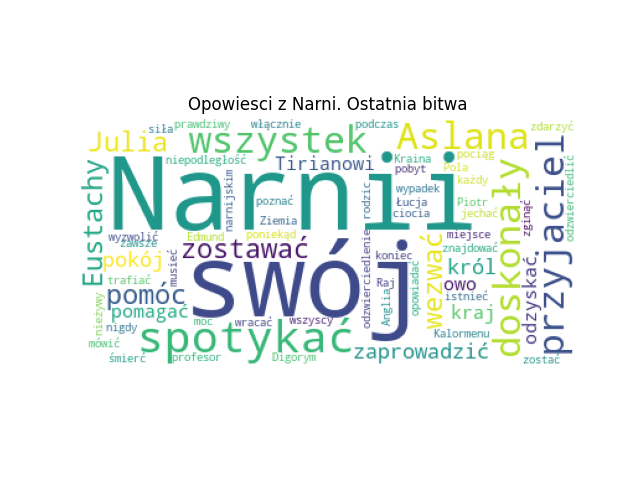 Opowiesci z Narni. Ostatnia bitwa
siła prawdziwy włącznie podczas zdarzyć
Julia wszystek Aslana
niepodległość Tirianowi Kraina pociąg
pobyt Pola
Narnii
narnijskim
poznać
Ziemia
rodzic
wypadek każdy
Łucja Piotr
ciocia jechać
Eustachy
doskonały
przyjaciel
odzwierciedlić
zginąć
wyzwolić Edmund poniekąd miejsce
zawsze zostawać koniec znajdować
pokój król
musieć
swój
odzwierciedlenie
wezwać
trafiać Raj owo
pomóc istnieć
Anglia
opowiadać
odzyskać
nieżywy
pomagać kraj
nigdy moc wracać wszyscy Kalormenu
mówić spotykać zaprowadzić
śmierć profesor Digorym zostać